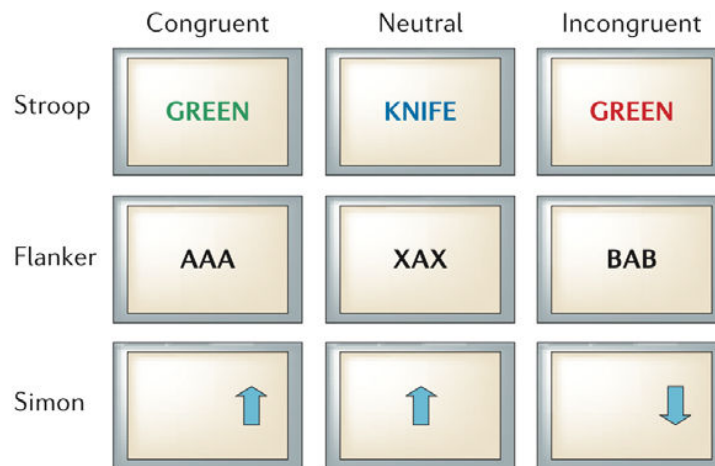 Congruent Neutral Incongruent
Stroop GREEN KNIFE GREEN
Flanker AAA XAX BAB
Simon